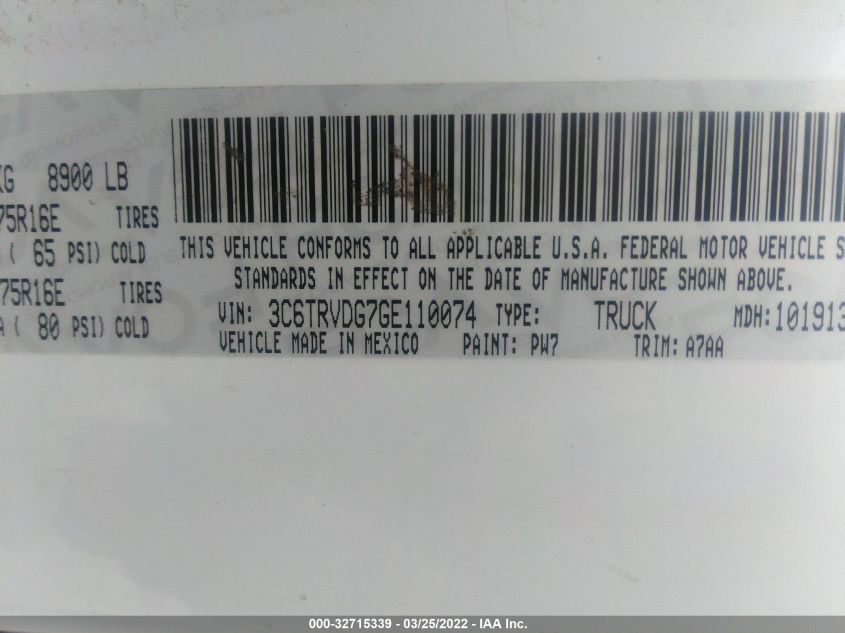 KG 8900 LB
75R16E TIRES
( 65 PSI) COLD
75R16E TIRES
A ( 80 PSI) COLD
THIS VEHICLE CONFORMS TO ALL APPLICABLE U.S.A. FEDERAL MOTOR VEHICLE S
STANDARDS IN EFFECT ON THE DATE OF MANUFACTURE SHOWN ABOVE.
VIN: 3C6TRVDG7GE110074 TYPE: TRUCK MDH: 101913
VEHICLE MADE IN MEXICO PAINT: PW7 TRIM: A7AA
000-32715339 - 03/25/2022 - IAA Inc.